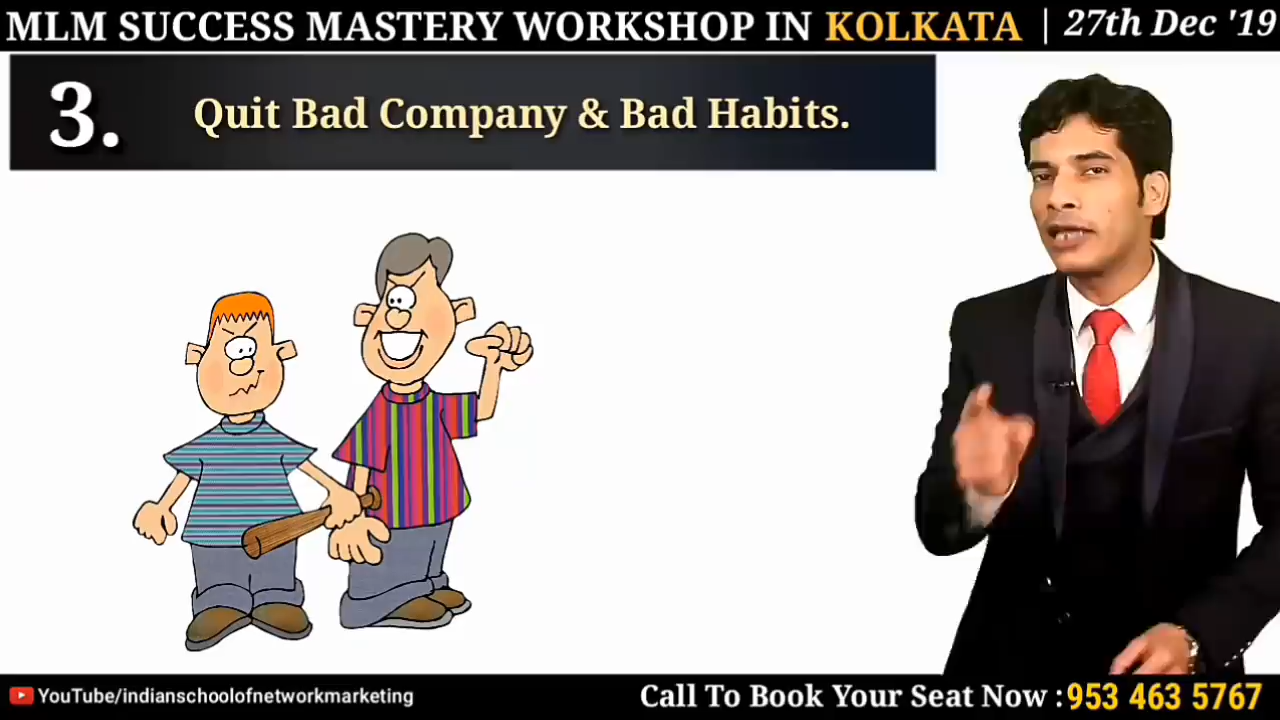 MLM SUCCESS MASTERY WORKSHOP IN KOLKATA | 27th Dec '19
3. Quit Bad Company & Bad Habits.
YouTube/indianschoolofnetworkmarketing
Call To Book Your Seat Now : 953 463 5767